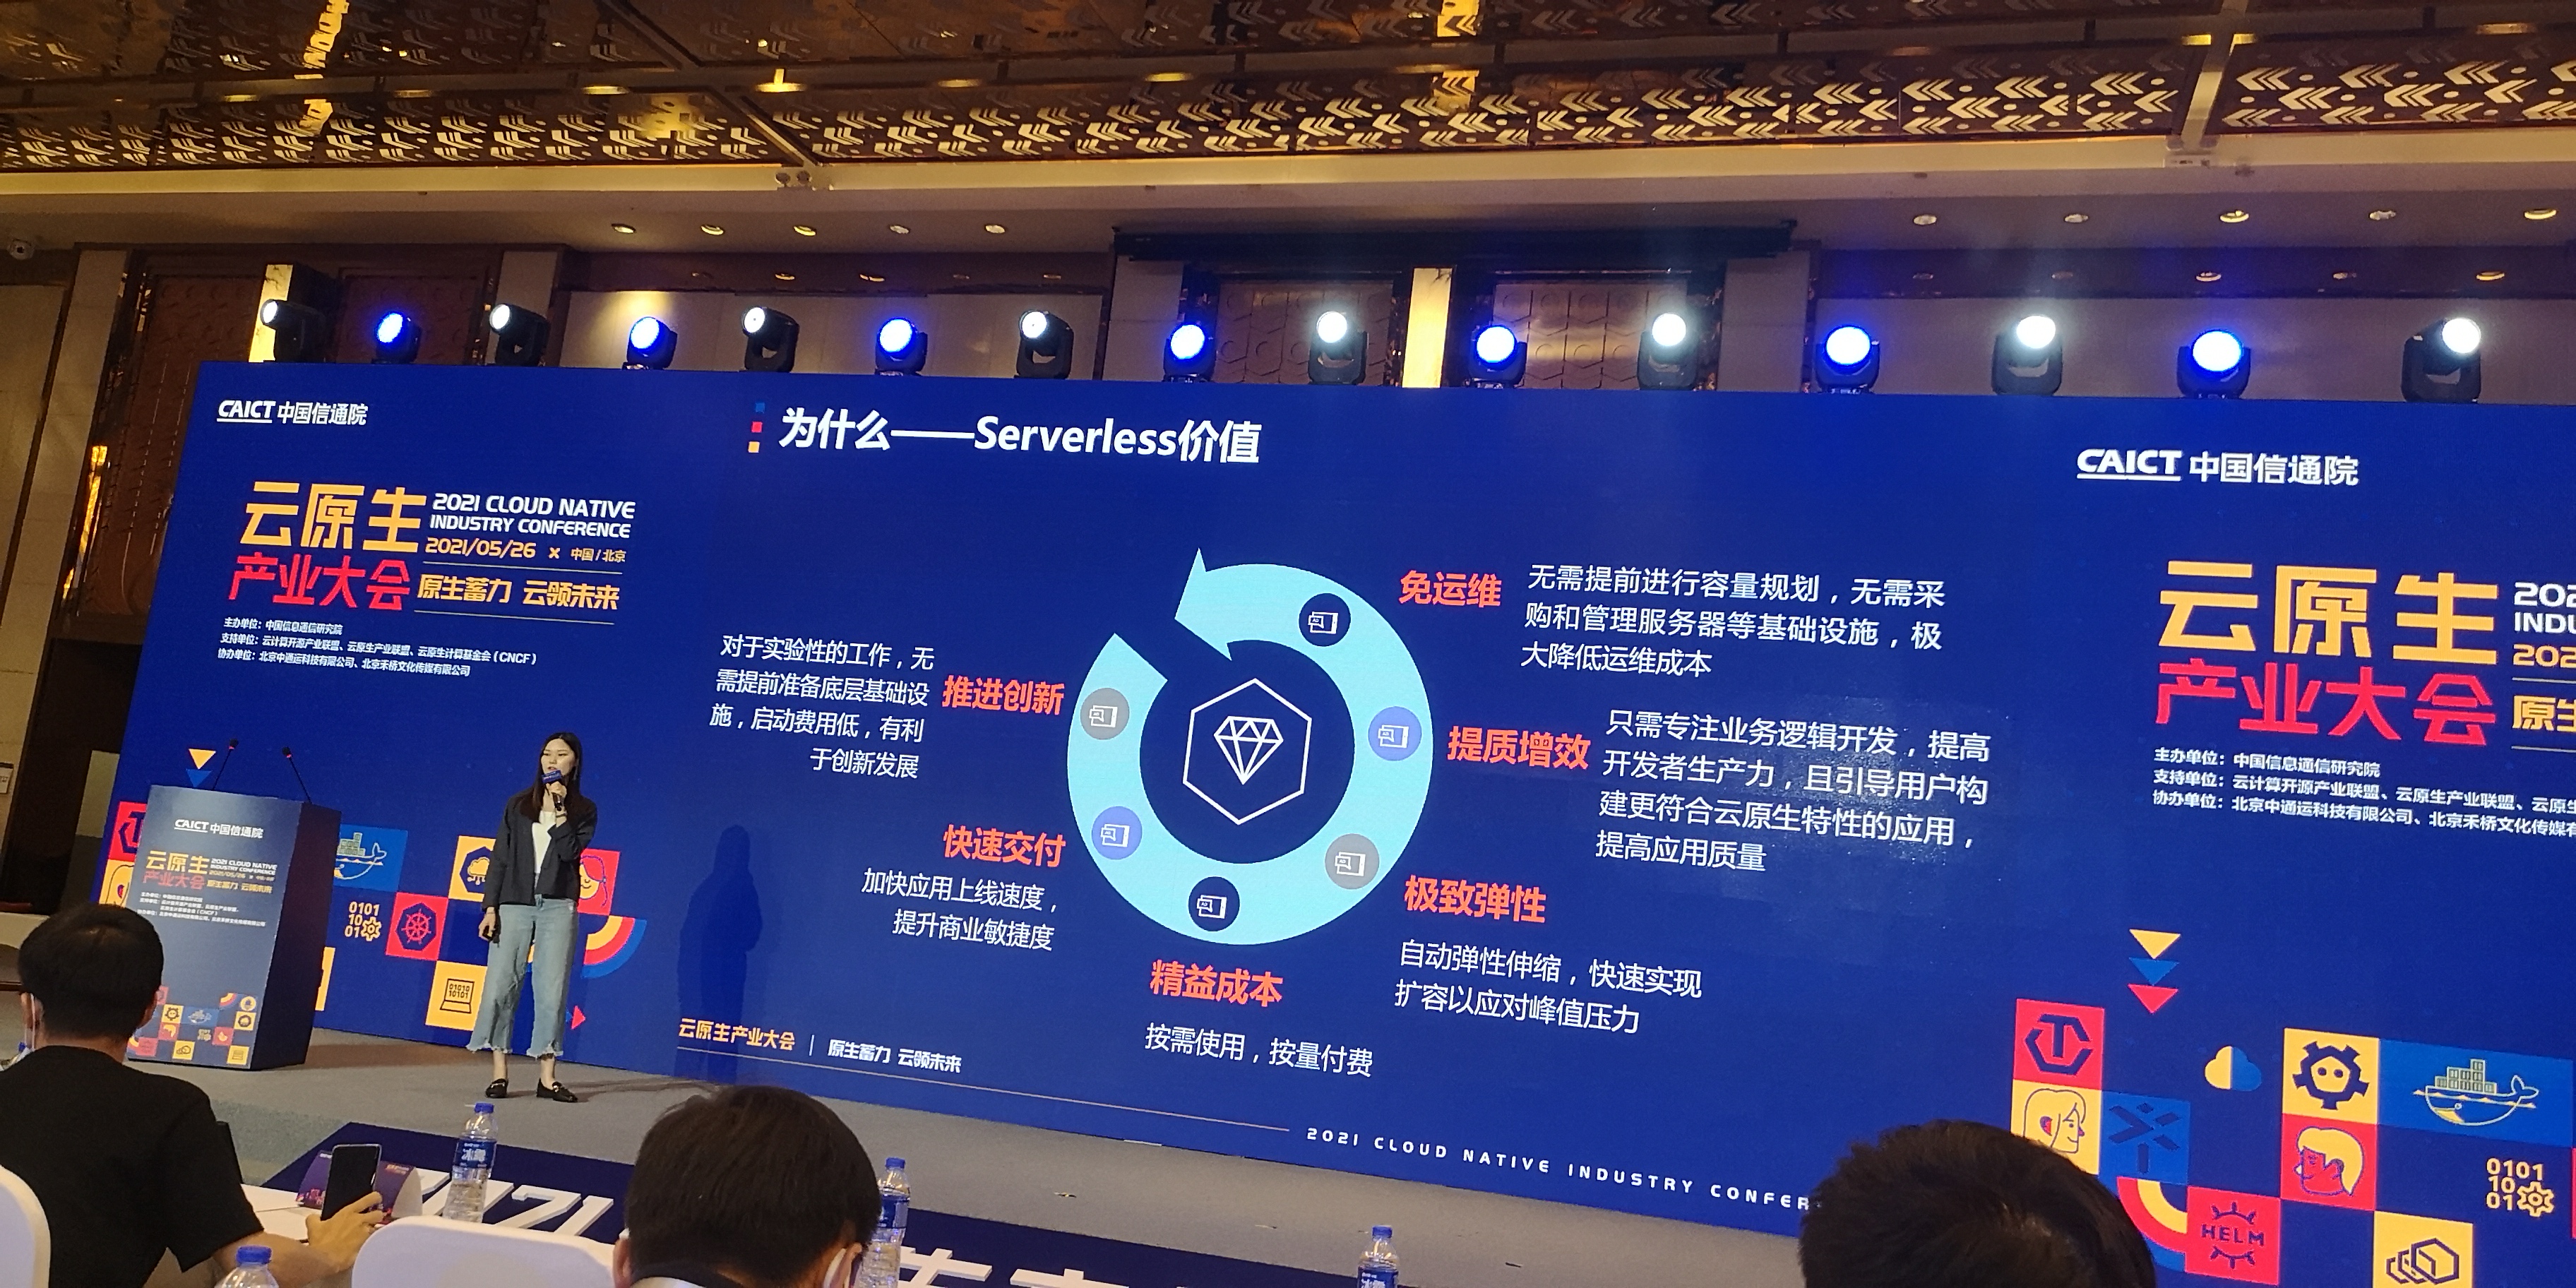 CAICT 中国信通院
云原生
2021 CLOUD NATIVE
INDUSTRY CONFERENCE
2021/05/26 × 中国/北京
产业大会
原生蓄力 云领未来
主办单位：中国信息通信研究院
支持单位：云计算开源产业联盟、云原生产业联盟、云原生计算基金会（CNCF）
协办单位：北京中通运科技有限公司、北京禾桥文化传媒有限公司
为什么——Serverless价值
免运维
无需提前进行容量规划，无需采
购和管理服务器等基础设施，极
大降低运维成本
提质增效
只需专注业务逻辑开发，提高
开发者生产力，且引导用户构
建更符合云原生特性的应用，
提高应用质量
极致弹性
自动弹性伸缩，快速实现
扩容以应对峰值压力
精益成本
按需使用，按量付费
快速交付
加快应用上线速度，
提升商业敏捷度
推进创新
对于实验性的工作，无
需提前准备底层基础设
施，启动费用低，有利
于创新发展
云原生产业大会 | 原生蓄力 云领未来
2021 CLOUD NATIVE INDUSTRY CONFER
CAICT 中国信通院
云原生
202
INDU
202
产业大会
原生
主办单位：中国信息通信研究院
支持单位：云计算开源产业联盟、云原生产业联盟、云原生
协办单位：北京中通运科技有限公司、北京禾桥文化传媒有
0101
10
01
HELM
CAICT 中国信通院
云原生
2021 CLOUD NATIVE
INDUSTRY CONFERENCE
产业大会
原生蓄力 云领未来
0101
10
01
01010
10101